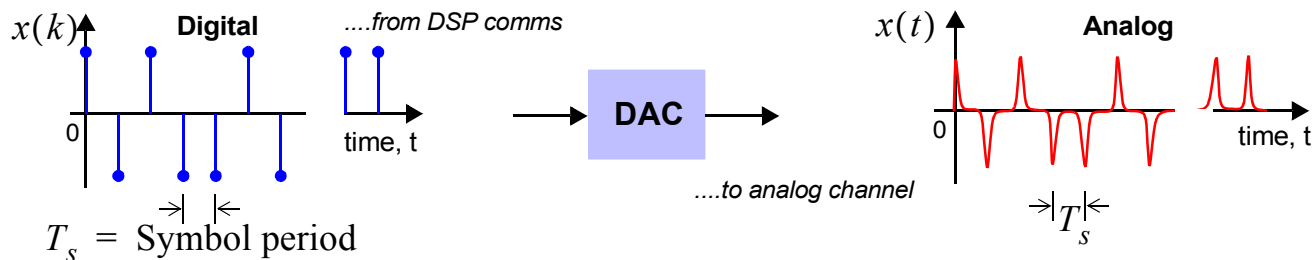 x(k)
Digital
....from DSP comms
0
time, t
T_s = Symbol period
DAC
....to analog channel
x(t)
Analog
0
time, t
T_s